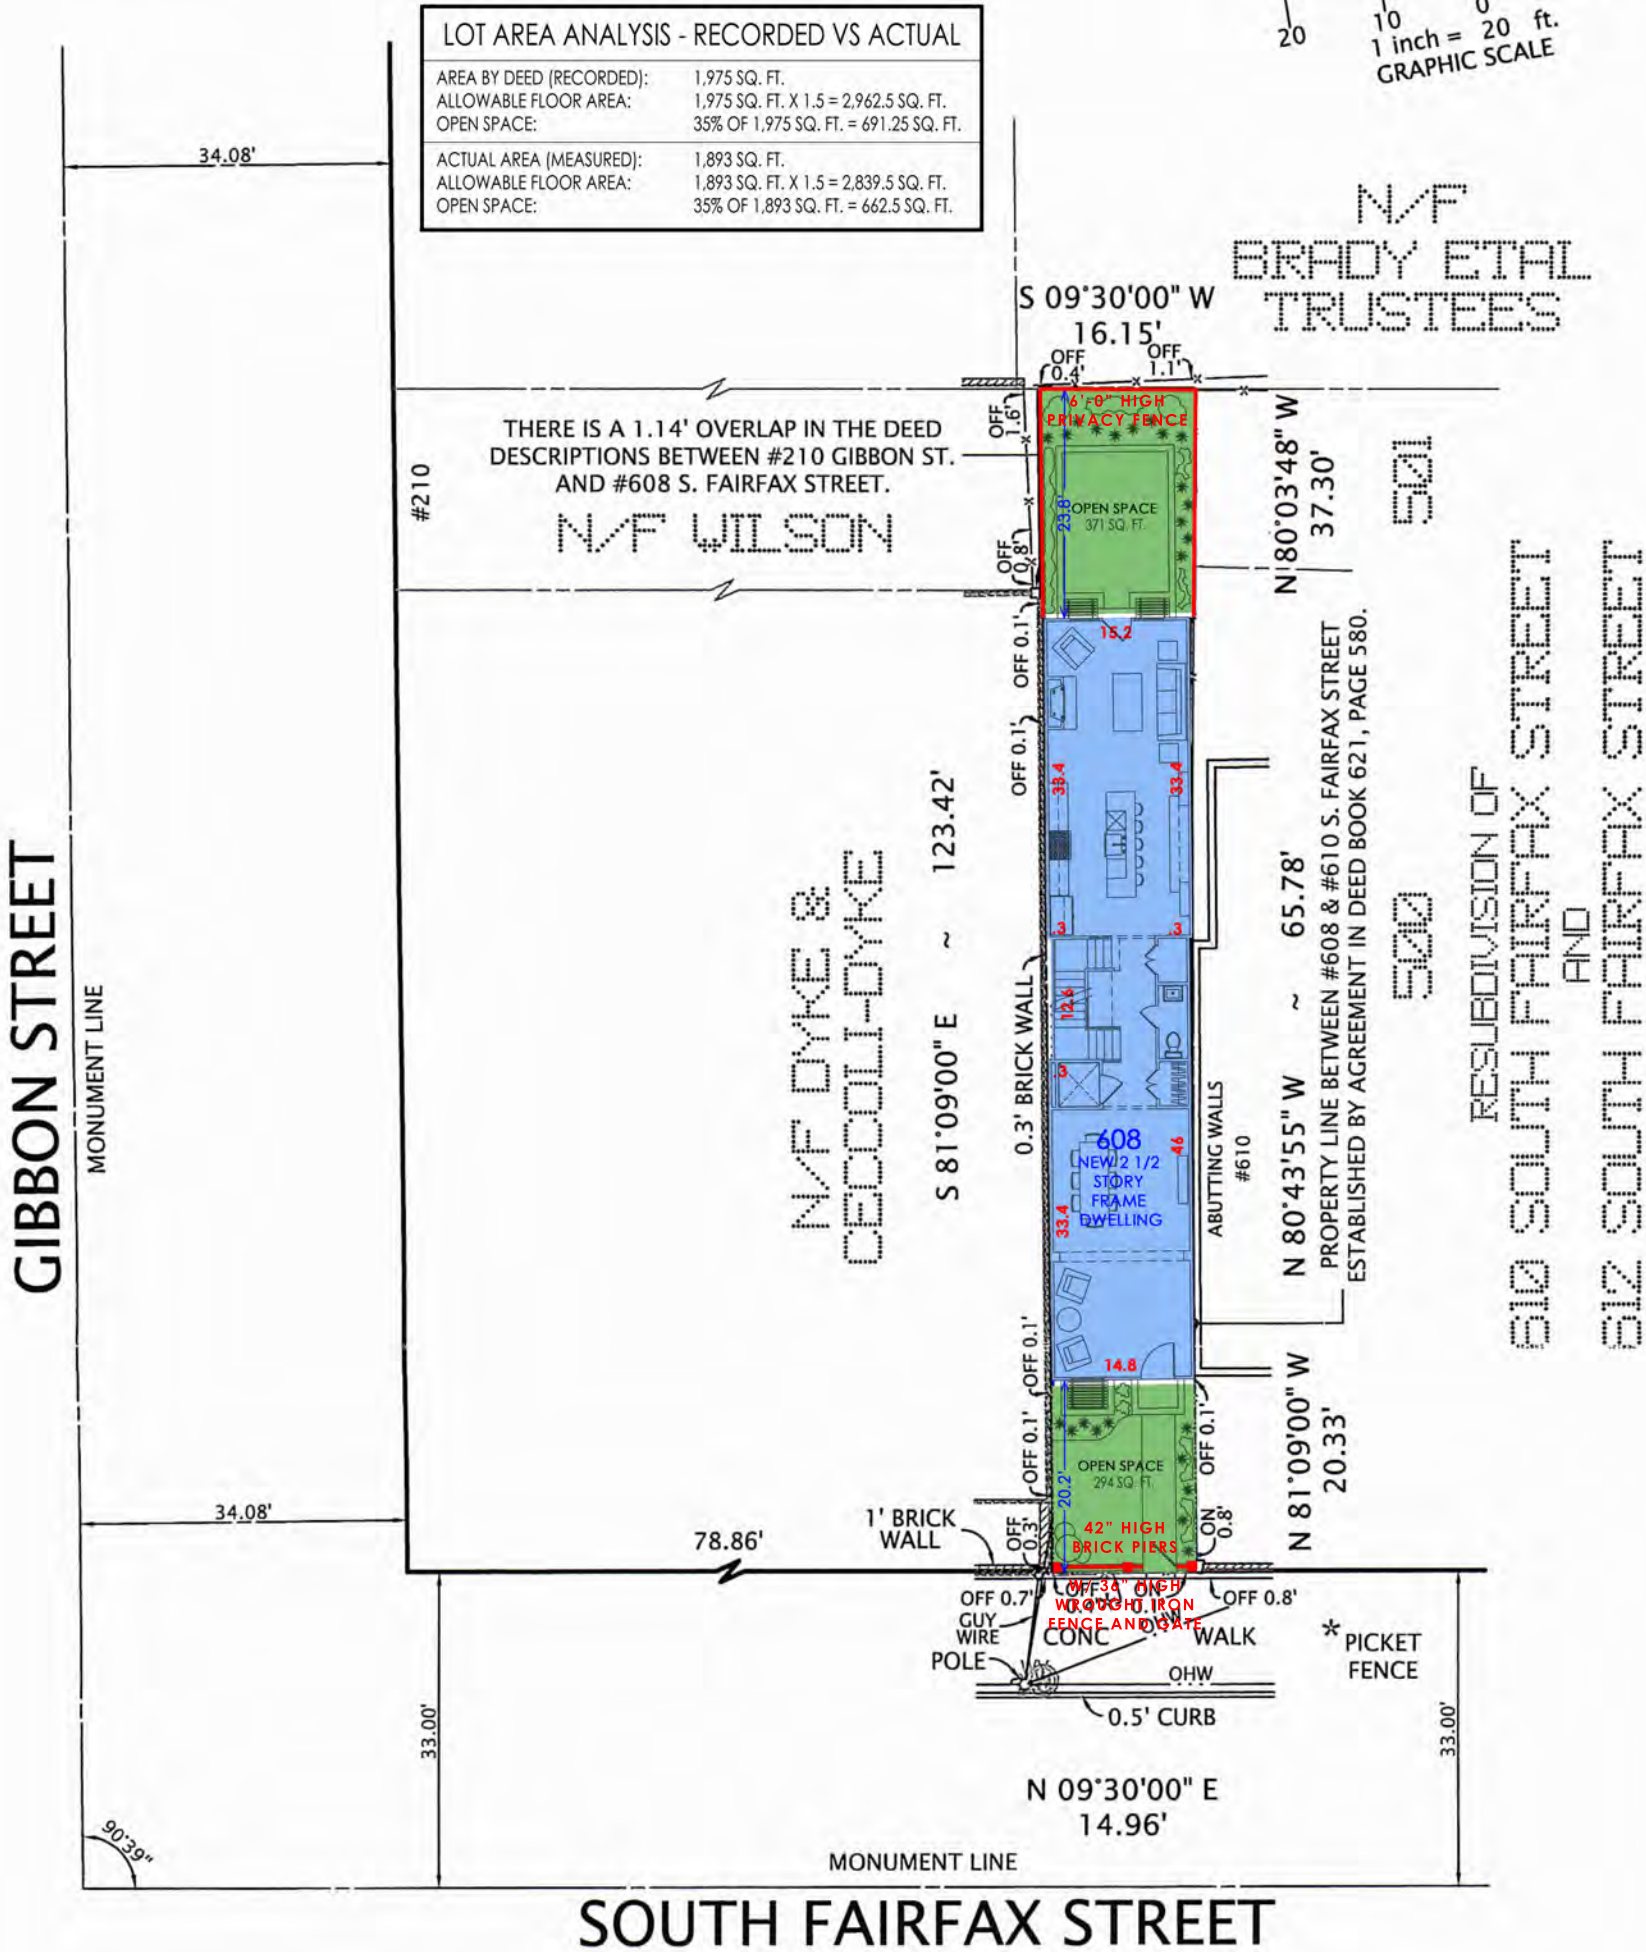 LOT AREA ANALYSIS - RECORDED VS ACTUAL
AREA BY DEED (RECORDED): 1,975 SQ. FT.
ALLOWABLE FLOOR AREA: 1,975 SQ. FT. X 1.5 = 2,962.5 SQ. FT.
OPEN SPACE: 35% OF 1,975 SQ. FT. = 691.25 SQ. FT.
ACTUAL AREA (MEASURED): 1,893 SQ. FT.
ALLOWABLE FLOOR AREA: 1,893 SQ. FT. X 1.5 = 2,839.5 SQ. FT.
OPEN SPACE: 35% OF 1,893 SQ. FT. = 662.5 SQ. FT.
20 10 0
1 inch = 20 ft.
GRAPHIC SCALE
34.08'
N/F
BRADY ETAL
TRUSTEES
S 09°30'00" W
16.15'
OFF
0.4'
OFF
1.1'
OFF
1.6'
6'-0" HIGH
PRIVACY FENCE
THERE IS A 1.14' OVERLAP IN THE DEED
DESCRIPTIONS BETWEEN #210 GIBBON ST.
AND #608 S. FAIRFAX STREET.
#210
N/F WILSON
23.8'
OPEN SPACE
371 SQ. FT.
OFF
0.8'
N 80°03'48" W
37.30'
501
OFF 0.1'
15.2
OFF 0.1'
33.4
33.4
S 81°09'00" E ~ 123.42'
N/F DYKE &
CECOLI-DYKE
.3
.3
12.6
.3
0.3' BRICK WALL
608
NEW 2 1/2
STORY
FRAME
DWELLING
46
33.4
14.8
ABUTTING WALLS
#610
N 80°43'55" W ~ 65.78'
PROPERTY LINE BETWEEN #608 & #610 S. FAIRFAX STREET
ESTABLISHED BY AGREEMENT IN DEED BOOK 621, PAGE 580.
500
RESUBDIVISION OF
610 SOUTH FAIRFAX STREET
AND
612 SOUTH FAIRFAX STREET
GIBBON STREET
MONUMENT LINE
OFF 0.1'
OFF 0.1'
OFF 0.1'
20.2'
OPEN SPACE
294 SQ. FT.
N 81°09'00" W
20.33'
34.08'
78.86'
1' BRICK
WALL
OFF
0.3'
ON
0.8'
42" HIGH
BRICK PIERS
W/ 36" HIGH
WROUGHT IRON
FENCE AND GATE
OFF 0.7'
OFF
ON
0.1'
OFF 0.8'
GUY
WIRE
POLE
OHW
CONC WALK
* PICKET
FENCE
OHW
0.5' CURB
33.00'
33.00'
N 09°30'00" E
14.96'
90°39"
MONUMENT LINE
SOUTH FAIRFAX STREET